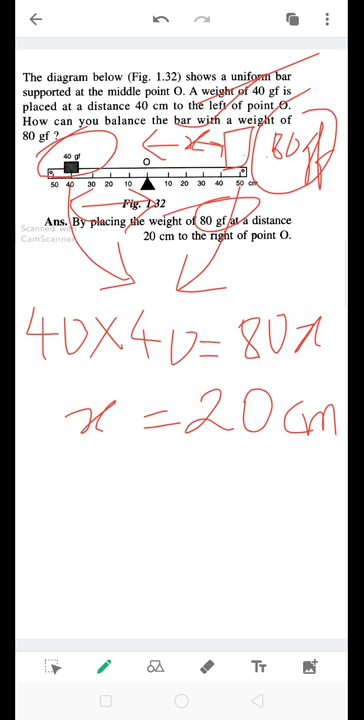 The diagram below (Fig. 1.32) shows a uniform bar
supported at the middle point O. A weight of 40 gf is
placed at a distance 40 cm to the left of point O.
How can you balance the bar with a weight of
80 gf ?
80 gf
x
40 gf
O
50 40 30 20 10 10 20 30 40 50 cm
Fig. 1.32
Ans. By placing the weight of 80 gf at a distance
20 cm to the right of point O.
Scanned with
CamScanner
40 × 40 = 80x
x = 20 cm
TT